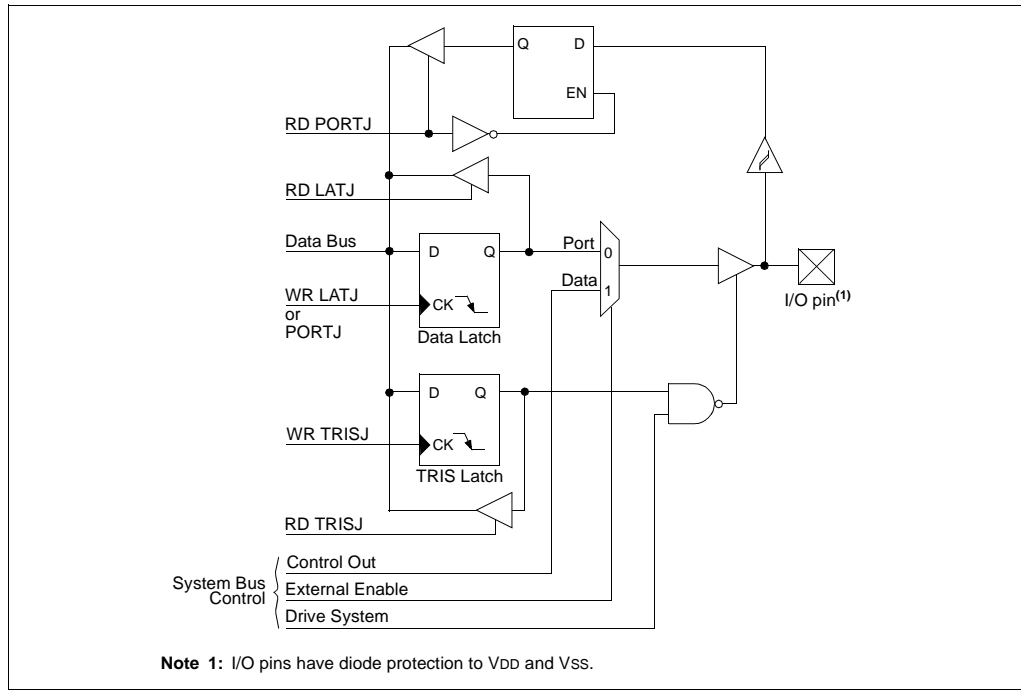 Q D
EN
RD PORTJ
RD LATJ
Data Bus
D Q
Port
0
Data
1
WR LATJ
or
PORTJ
CK
Data Latch
I/O pin(1)
D Q
WR TRISJ
CK
TRIS Latch
RD TRISJ
System Bus
Control
Control Out
External Enable
Drive System
Note 1: I/O pins have diode protection to VDD and VSS.